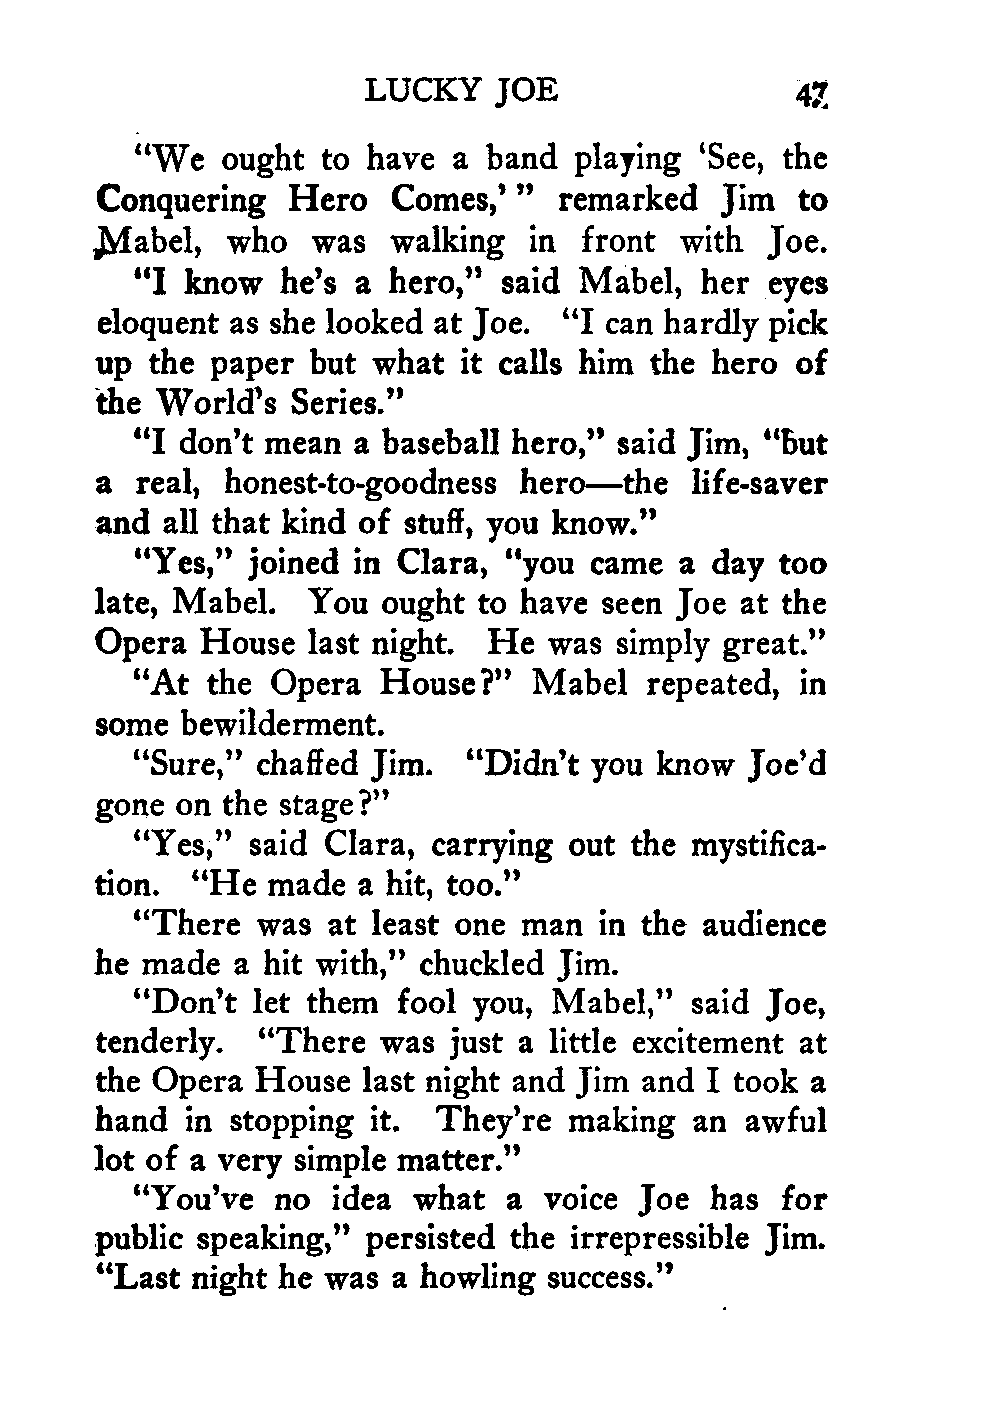 LUCKY JOE 47
“We ought to have a band playing ‘See, the
Conquering Hero Comes,’” remarked Jim to
Mabel, who was walking in front with Joe.
“I know he’s a hero,” said Mabel, her eyes
eloquent as she looked at Joe. “I can hardly pick
up the paper but what it calls him the hero of
the World’s Series.”
“I don’t mean a baseball hero,” said Jim, “but
a real, honest-to-goodness hero—the life-saver
and all that kind of stuff, you know.”
“Yes,” joined in Clara, “you came a day too
late, Mabel. You ought to have seen Joe at the
Opera House last night. He was simply great.”
“At the Opera House?” Mabel repeated, in
some bewilderment.
“Sure,” chaffed Jim. “Didn’t you know Joe’d
gone on the stage?”
“Yes,” said Clara, carrying out the mystifica-
tion. “He made a hit, too.”
“There was at least one man in the audience
he made a hit with,” chuckled Jim.
“Don’t let them fool you, Mabel,” said Joe,
tenderly. “There was just a little excitement at
the Opera House last night and Jim and I took a
hand in stopping it. They’re making an awful
lot of a very simple matter.”
“You’ve no idea what a voice Joe has for
public speaking,” persisted the irrepressible Jim.
“Last night he was a howling success.”